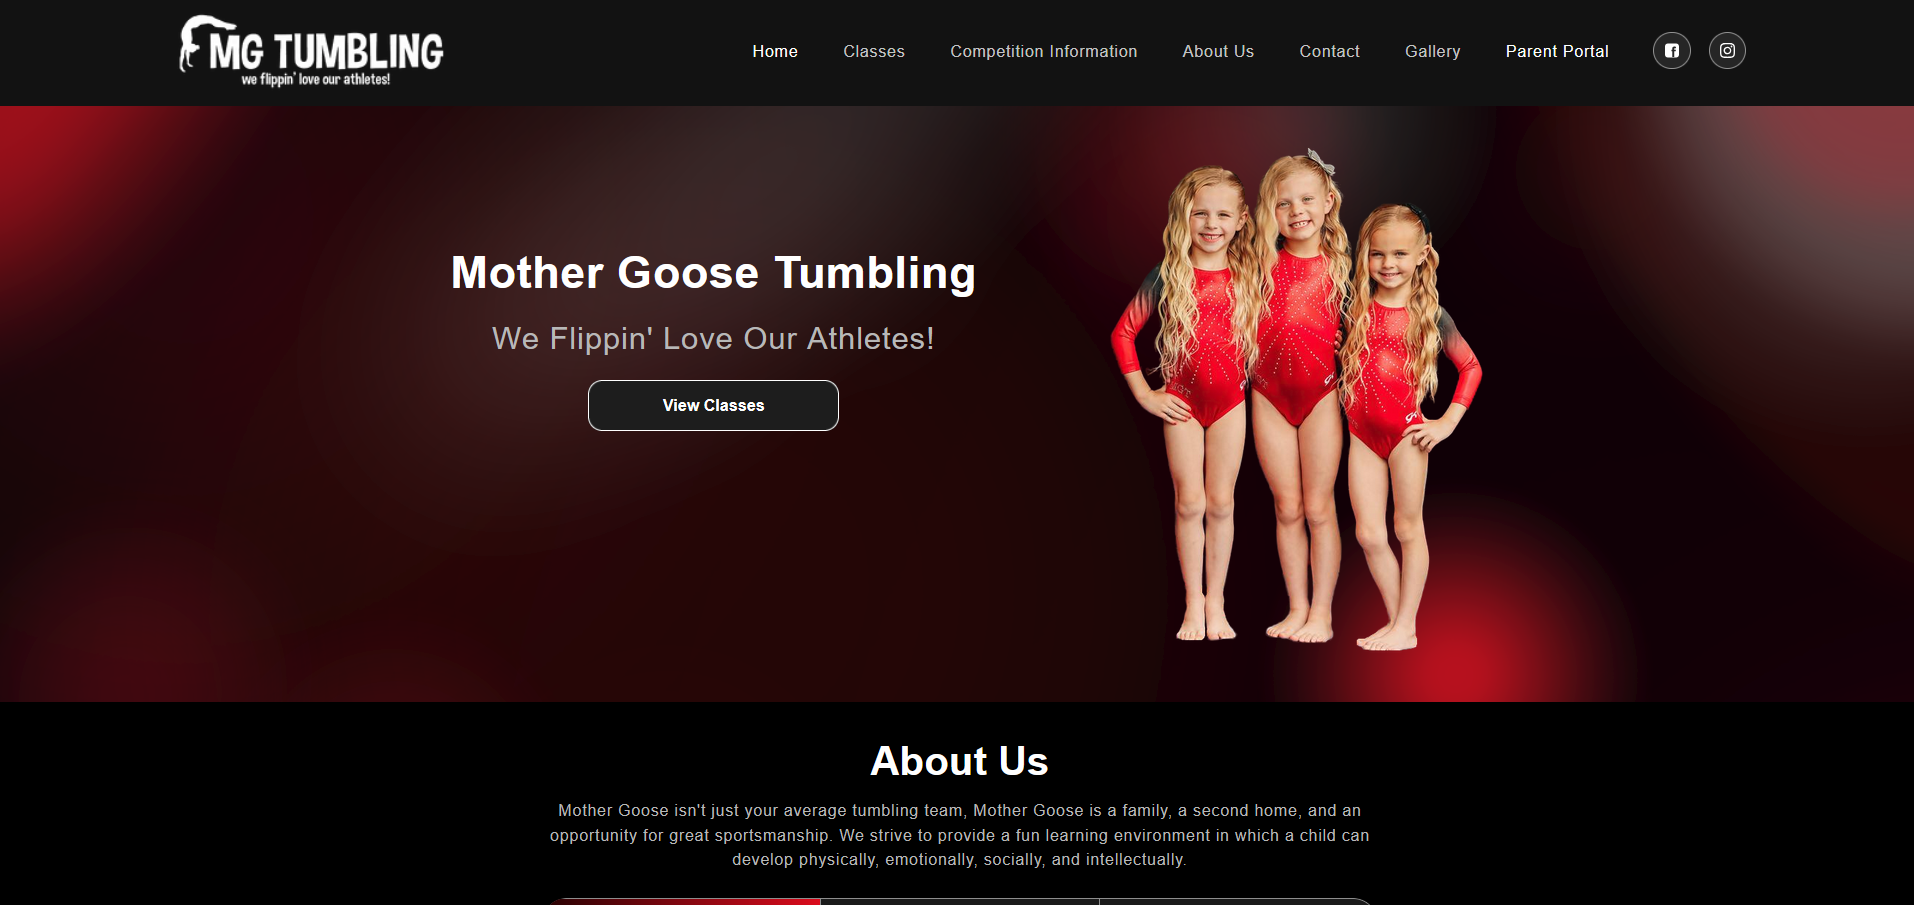 MG TUMBLING
we flippin' love our athletes!
Home
Classes
Competition Information
About Us
Contact
Gallery
Parent Portal
Mother Goose Tumbling
We Flippin' Love Our Athletes!
View Classes
About Us
Mother Goose isn't just your average tumbling team, Mother Goose is a family, a second home, and an
opportunity for great sportsmanship. We strive to provide a fun learning environment in which a child can
develop physically, emotionally, socially, and intellectually.